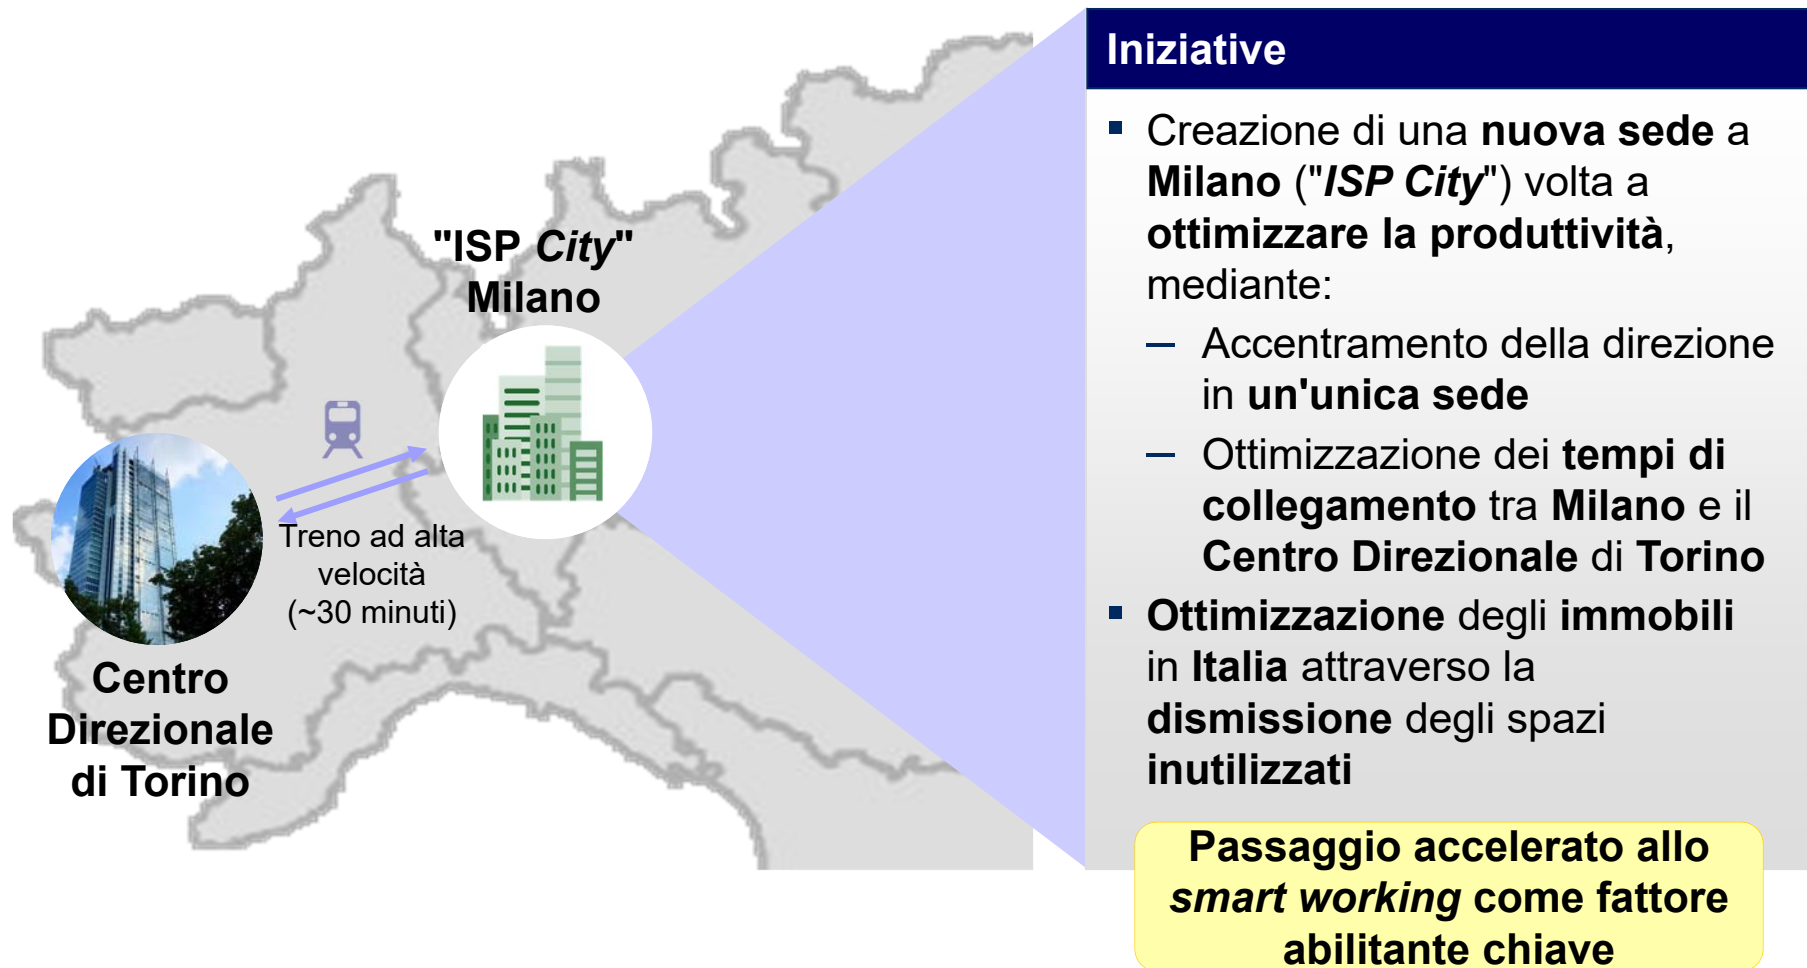 "ISP City"
Milano
Treno ad alta
velocità
(~30 minuti)
Centro
Direzionale
di Torino
Iniziative
▪ Creazione di una nuova sede a
Milano ("ISP City") volta a
ottimizzare la produttività,
mediante:
– Accentramento della direzione
in un'unica sede
– Ottimizzazione dei tempi di
collegamento tra Milano e il
Centro Direzionale di Torino
▪ Ottimizzazione degli immobili
in Italia attraverso la
dismissione degli spazi
inutilizzati
Passaggio accelerato allo
smart working come fattore
abilitante chiave